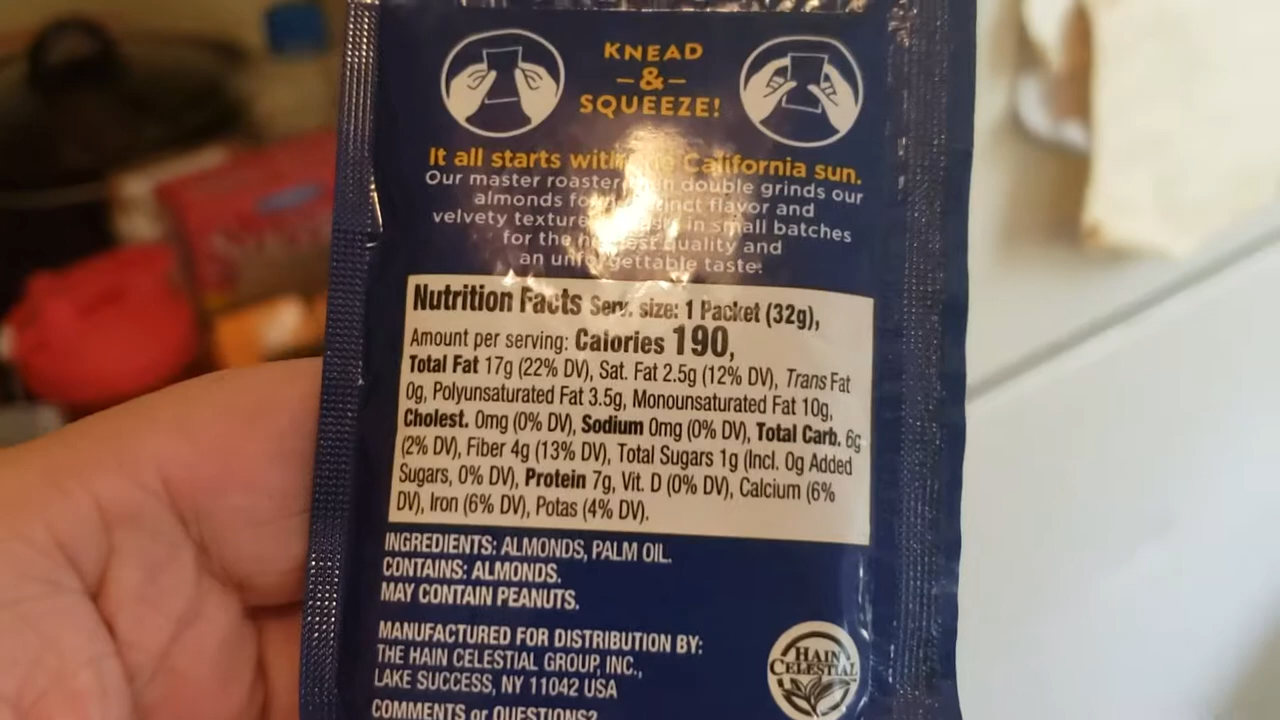 KNEAD
&
SQUEEZE!
It all starts with California sun.
Our master roaster double grinds our
almonds for flavor and
velvety texture in small batches
for the quality and
an unforgettable taste.
Nutrition Facts Serv. size: 1 Packet (32g),
Amount per serving: Calories 190,
Total Fat 17g (22% DV), Sat. Fat 2.5g (12% DV), Trans Fat
0g, Polyunsaturated Fat 3.5g, Monounsaturated Fat 10g,
Cholest. 0mg (0% DV), Sodium 0mg (0% DV), Total Carb. 6g
(2% DV), Fiber 4g (13% DV), Total Sugars 1g (Incl. 0g Added
Sugars, 0% DV), Protein 7g, Vit. D (0% DV), Calcium (6%
DV), Iron (6% DV), Potas (4% DV).
INGREDIENTS: ALMONDS, PALM OIL.
CONTAINS: ALMONDS.
MAY CONTAIN PEANUTS.
MANUFACTURED FOR DISTRIBUTION BY:
THE HAIN CELESTIAL GROUP, INC.,
LAKE SUCCESS, NY 11042 USA
HAIN
CELESTIAL
COMMENTS or QUESTIONS?